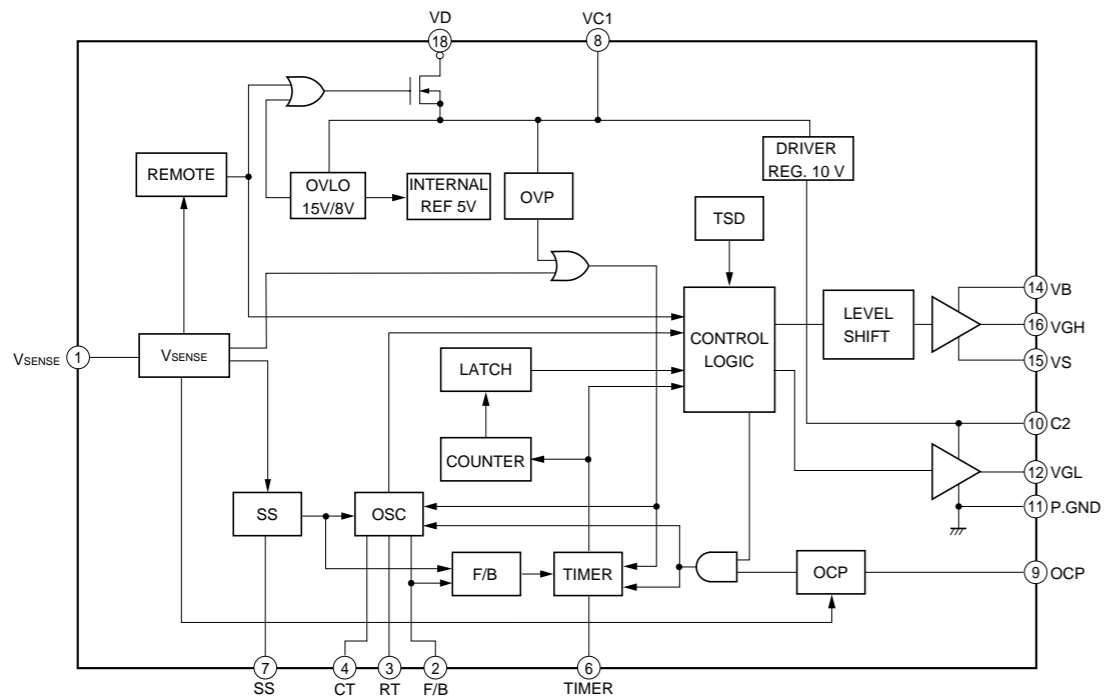 VD
18
VC1
8
REMOTE
OVLO
15V/8V
INTERNAL
REF 5V
OVP
DRIVER
REG. 10 V
TSD
CONTROL
LOGIC
LEVEL
SHIFT
14 VB
16 VGH
15 VS
VSENSE 1
VSENSE
LATCH
COUNTER
10 C2
12 VGL
11 P.GND
SS
OSC
F/B
TIMER
OCP
9 OCP
7
SS
4
CT
3
RT
2
F/B
6
TIMER